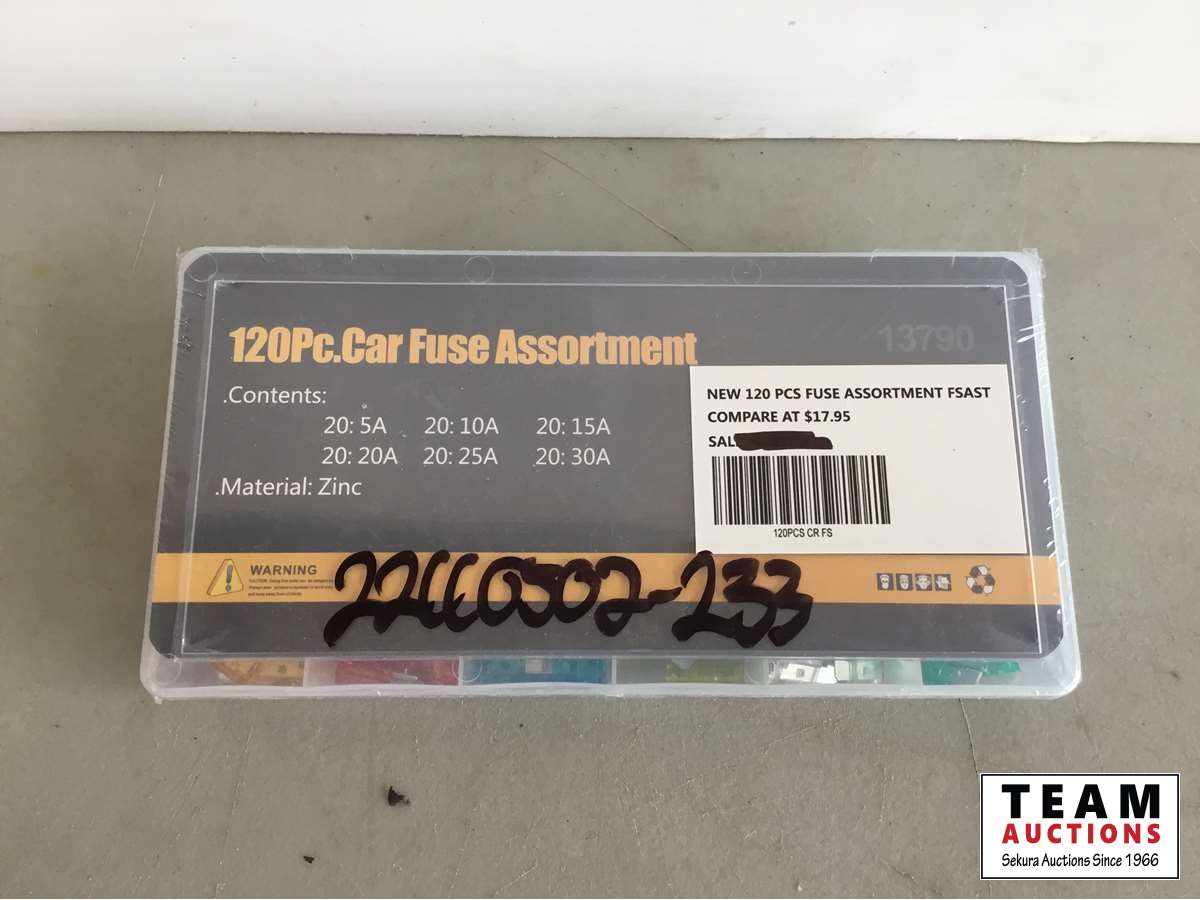 120Pc.Car Fuse Assortment
13790
.Contents:
20: 5A 20: 10A 20: 15A
20: 20A 20: 25A 20: 30A
.Material: Zinc
NEW 120 PCS FUSE ASSORTMENT FSAST
COMPARE AT $17.95
SAL
120PCS CR FS
WARNING
22660502-233
TEAM
AUCTIONS
Sekura Auctions Since 1966